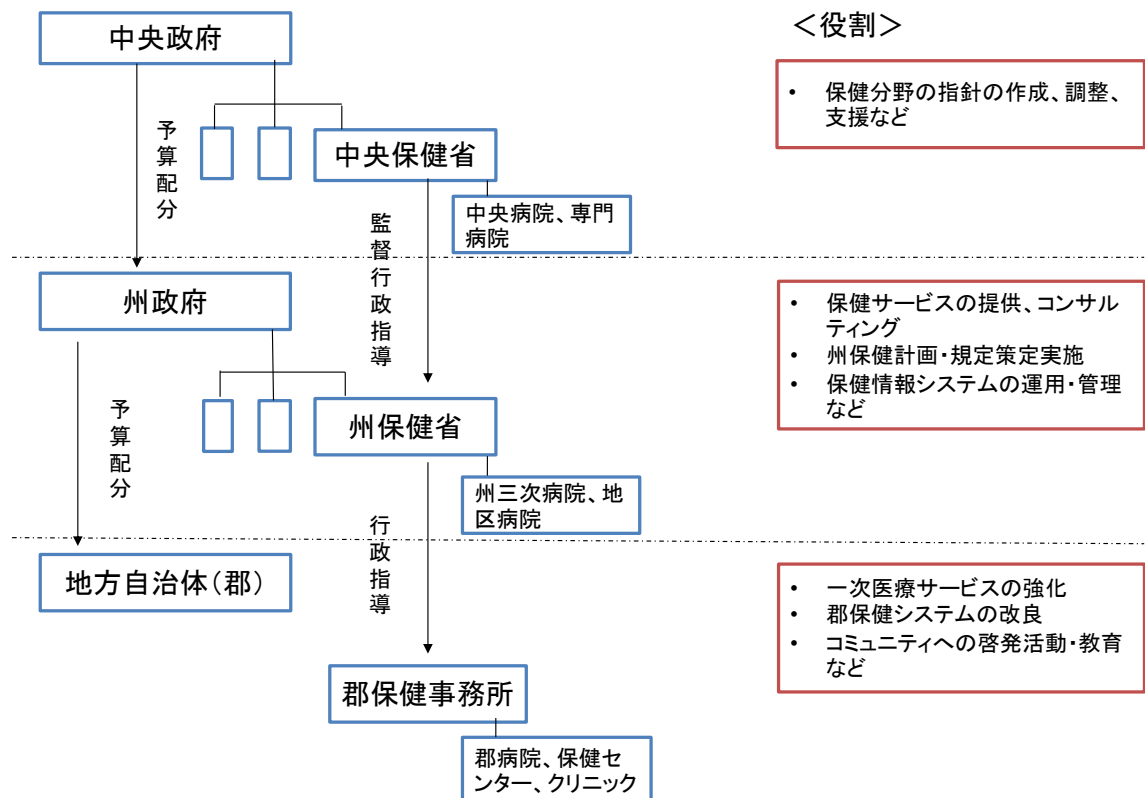 中央政府
＜役割＞
• 保健分野の指針の作成、調整、
支援など
予算配分
中央保健省
中央病院、専門
病院
監督行政指導
州政府
• 保健サービスの提供、コンサル
ティング
• 州保健計画・規定策定実施
• 保健情報システムの運用・管理
など
予算配分
州保健省
州三次病院、地
区病院
行政指導
地方自治体（郡）
• 一次医療サービスの強化
• 郡保健システムの改良
• コミュニティへの啓発活動・教育
など
郡保健事務所
郡病院、保健セ
ンター、クリニック